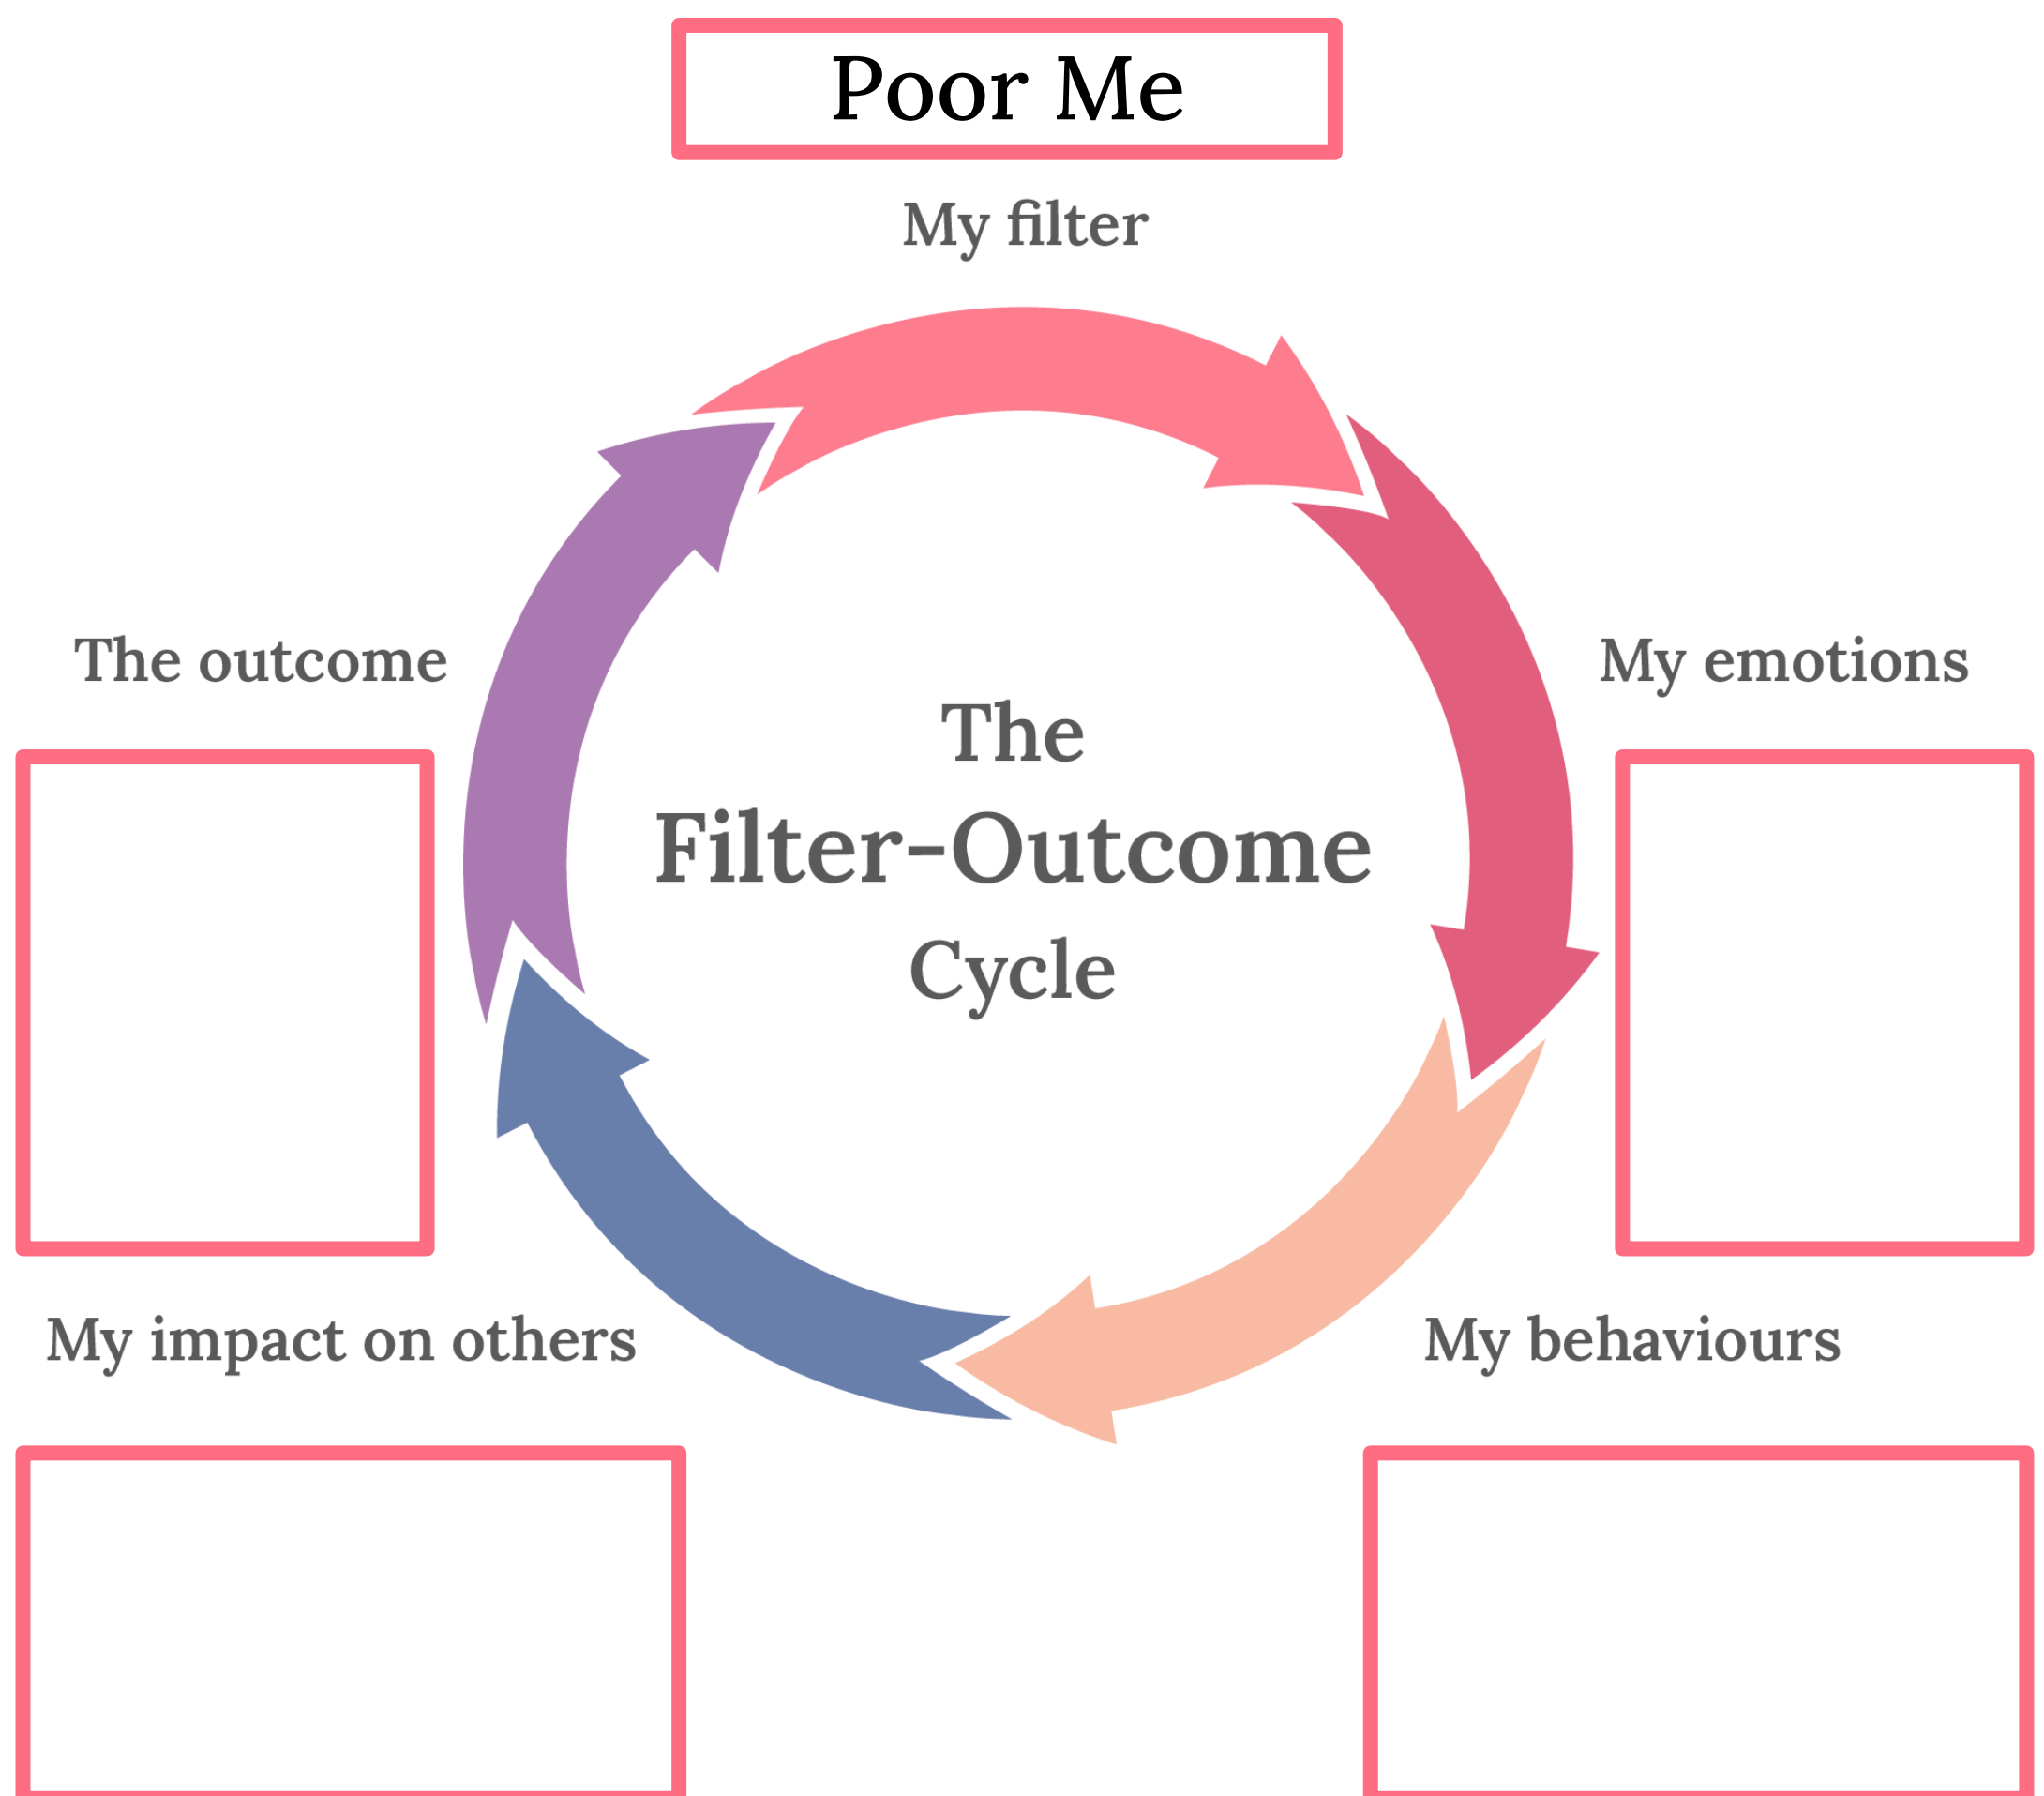 Poor Me
My filter
The outcome
My emotions
The
Filter-Outcome
Cycle
My impact on others
My behaviours